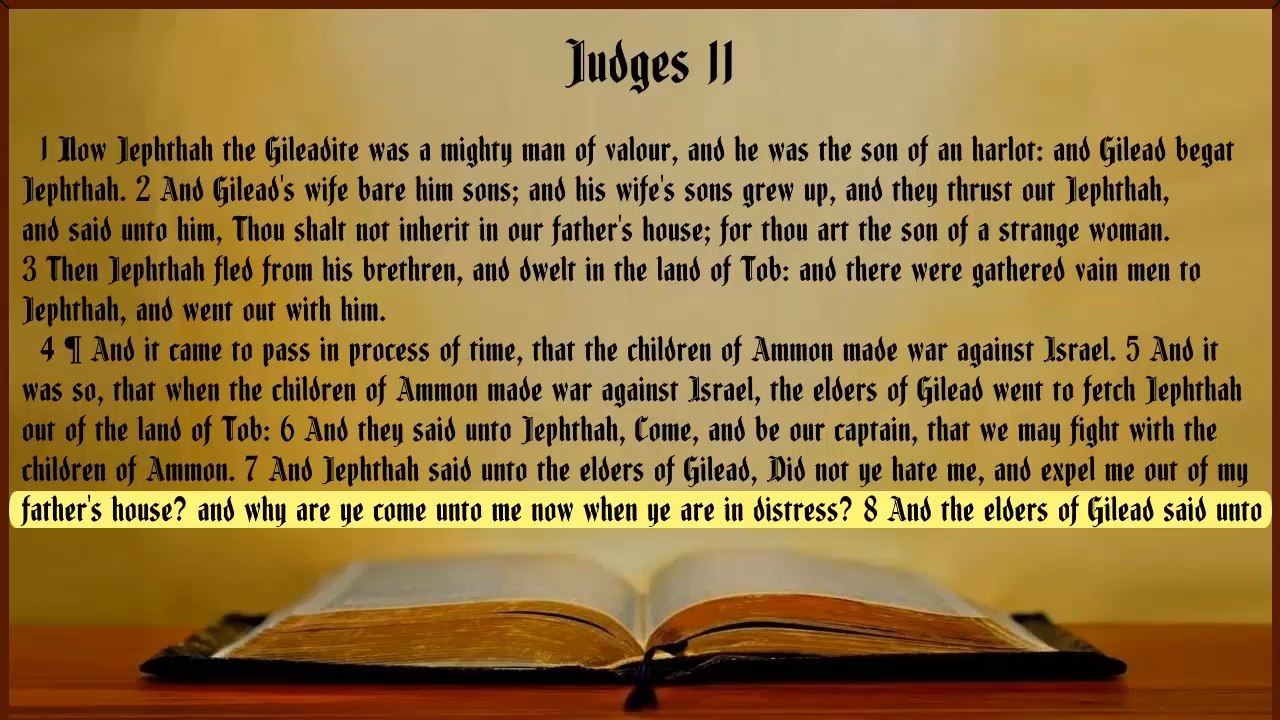 Judges 11
1 Now Jephthah the Gileadite was a mighty man of valour, and he was the son of an harlot: and Gilead begat
Jephthah. 2 And Gilead's wife bare him sons; and his wife's sons grew up, and they thrust out Jephthah,
and said unto him, Thou shalt not inherit in our father's house; for thou art the son of a strange woman.
3 Then Jephthah fled from his brethren, and dwelt in the land of Tob: and there were gathered vain men to
Jephthah, and went out with him.
4 ¶ And it came to pass in process of time, that the children of Ammon made war against Israel. 5 And it
was so, that when the children of Ammon made war against Israel, the elders of Gilead went to fetch Jephthah
out of the land of Tob: 6 And they said unto Jephthah, Come, and be our captain, that we may fight with the
children of Ammon. 7 And Jephthah said unto the elders of Gilead, Did not ye hate me, and expel me out of my
father's house? and why are ye come unto me now when ye are in distress? 8 And the elders of Gilead said unto